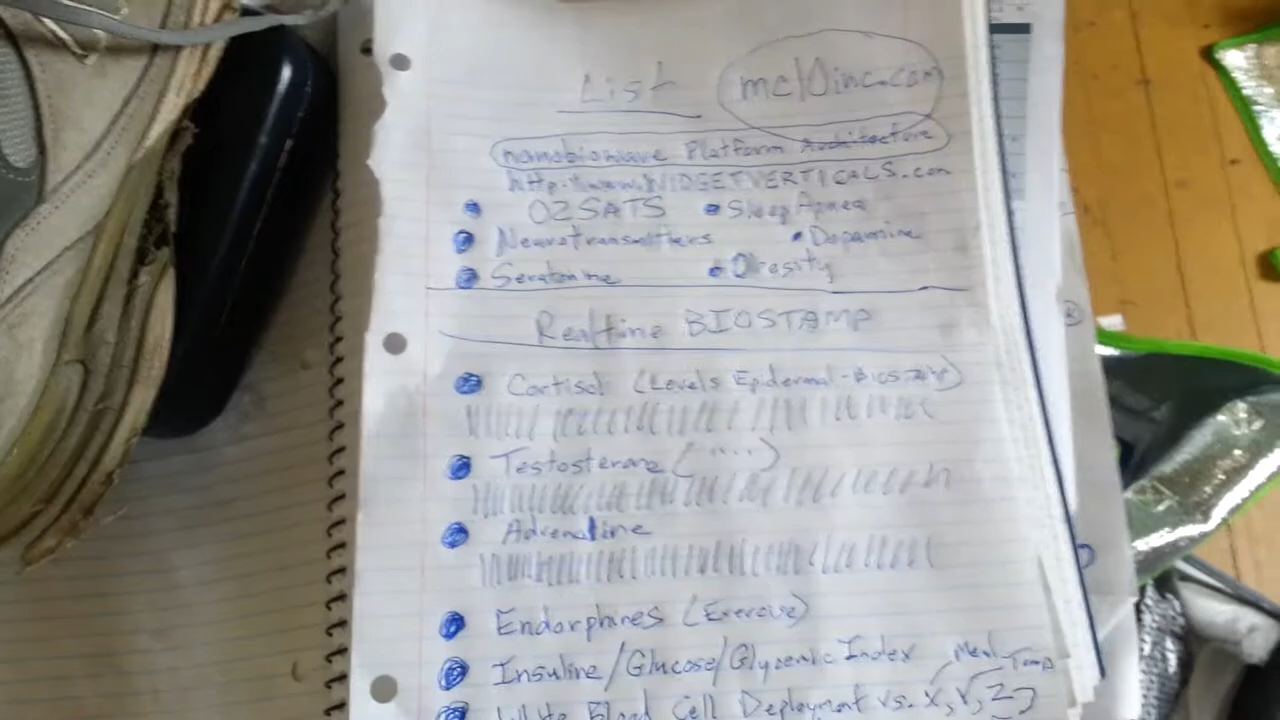 List mc10inc.com
nanobiowave Platform Architecture
http://www.WIDGETVERTICALS.com
• O2SATS • Sleep Apnea
• Neurotransmitters • Dopamine
• Seratonine • Obesity
Realtime BIOSTAMP
• Cortisol (Levels Epidermal-Biostamp)
• Testosterone (....)
• Adrenaline
• Endorphines (Exercise)
• Insuline/Glucose/Glycemic Index Meal Temp
• White Blood Cell Deployment vs. X, Y, Z